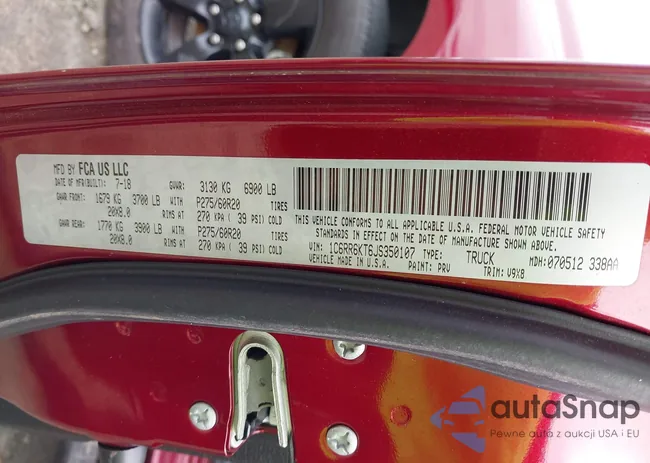 MFD BY FCA US LLC
DATE OF MFR(BUILT): 7-18 GVWR: 3130 KG 6900 LB
GWAR FRONT: 1679 KG 3700 LB WITH P275/60R20 TIRES
20X8.0 RIMS AT 270 KPA ( 39 PSI) COLD
GWAR REAR: 1770 KG 3900 LB WITH P275/60R20 TIRES
20X8.0 RIMS AT 270 KPA ( 39 PSI) COLD
THIS VEHICLE CONFORMS TO ALL APPLICABLE U.S.A. FEDERAL MOTOR VEHICLE SAFETY
STANDARDS IN EFFECT ON THE DATE OF MANUFACTURE SHOWN ABOVE.
VIN: 1C6RR6KT6JS350107 TYPE: TRUCK MDH: 070512 338AA
VEHICLE MADE IN U.S.A. PAINT: PRV TRIM: V9X8
autaSnap
Pewne auta z aukcji USA i EU